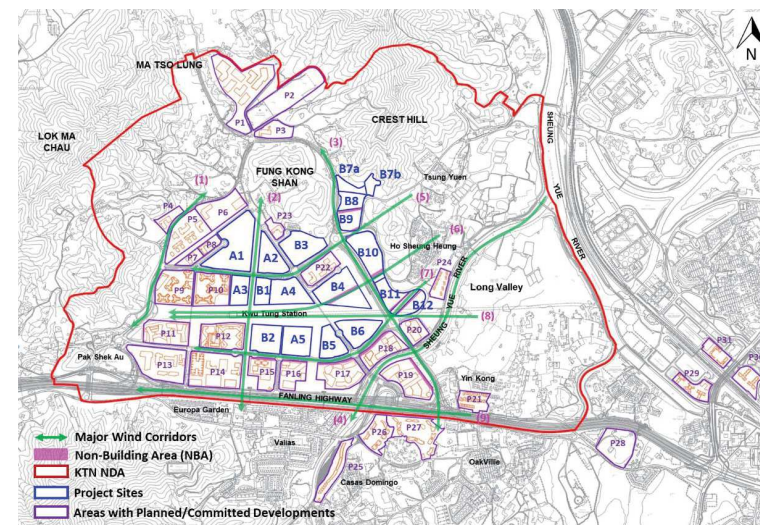 MA TSO LUNG
N
P2
P1
P3
CREST HILL
SHEUNG
YUE
RIVER
LOK MA
CHAU
(3)
B7a
B7b
FUNG KONG
SHAN
Tsung Yuen
(1)
(2)
(5)
P4
P5
P6
P23
B8
B9
P7
P8
A1
A2
B3
B10
(6)
Ho Sheung Heung
P22
P24
(7)
RIVER
P9
P10
A3
B1
A4
B4
B11
B12
Long Valley
Kwu Tung Station
(8)
YUE
SHEUNG
P11
P12
B2
A5
B5
B6
P20
P18
Pak Shek Au
P13
P14
P15
P16
P17
P19
Yin Kong
P21
P31
P29
FANLING HIGHWAY
Europa Garden
(4)
(9)
Valias
P26
P27
P28
P25
OakVille
Casas Domingo
Major Wind Corridors
Non-Building Area (NBA)
KTN NDA
Project Sites
Areas with Planned/Committed Developments